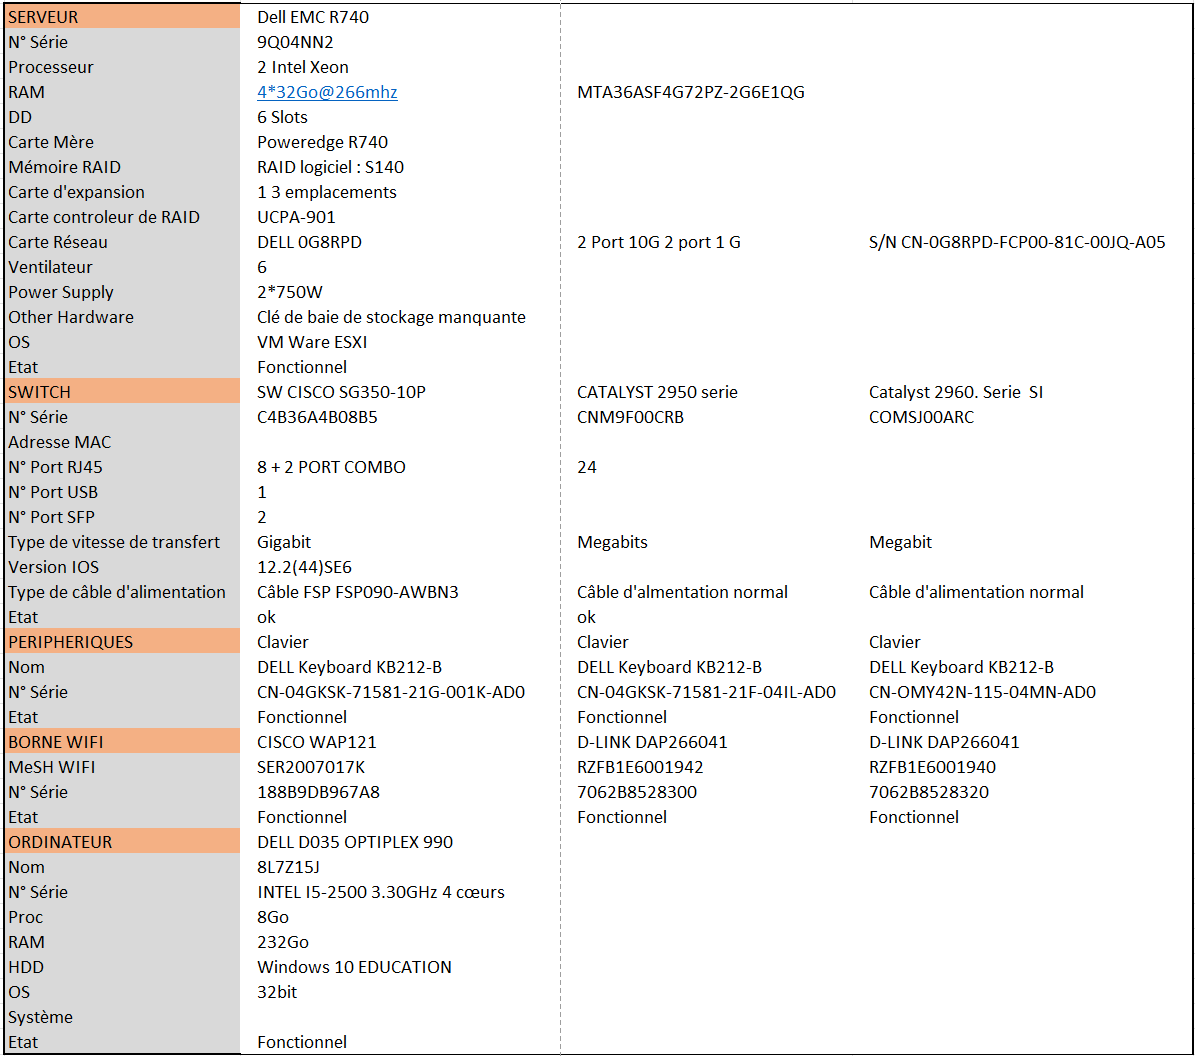 SERVEUR Dell EMC R740
N° Série 9Q04NN2
Processeur 2 Intel Xeon
RAM 4*32Go@266mhz MTA36ASF4G72PZ-2G6E1QG
DD 6 Slots
Carte Mère Poweredge R740
Mémoire RAID RAID logiciel : S140
Carte d'expansion 1 3 emplacements
Carte controleur de RAID UCPA-901
Carte Réseau DELL 0G8RPD 2 Port 10G 2 port 1 G S/N CN-0G8RPD-FCP00-81C-00JQ-A05
Ventilateur 6
Power Supply 2*750W
Other Hardware Clé de baie de stockage manquante
OS VM Ware ESXI
Etat Fonctionnel
SWITCH SW CISCO SG350-10P CATALYST 2950 serie Catalyst 2960. Serie  SI
N° Série C4B36A4B08B5 CNM9F00CRB COMSJ00ARC
Adresse MAC
N° Port RJ45 8 + 2 PORT COMBO 24
N° Port USB 1
N° Port SFP 2
Type de vitesse de transfert Gigabit Megabits Megabit
Version IOS 12.2(44)SE6
Type de câble d'alimentation Câble FSP FSP090-AWBN3 Câble d'almentation normal Câble d'alimentation normal
Etat ok ok
PERIPHERIQUES Clavier Clavier Clavier
Nom DELL Keyboard KB212-B DELL Keyboard KB212-B DELL Keyboard KB212-B
N° Série CN-04GKSK-71581-21G-001K-AD0 CN-04GKSK-71581-21F-04IL-AD0 CN-OMY42N-115-04MN-AD0
Etat Fonctionnel Fonctionnel Fonctionnel
BORNE WIFI CISCO WAP121 D-LINK DAP266041 D-LINK DAP266041
MeSH WIFI SER2007017K RZFB1E6001942 RZFB1E6001940
N° Série 188B9DB967A8 7062B8528300 7062B8528320
Etat Fonctionnel Fonctionnel Fonctionnel
ORDINATEUR DELL D035 OPTIPLEX 990
Nom 8L7Z15J
N° Série INTEL I5-2500 3.30GHz 4 cœurs
Proc 8Go
RAM 232Go
HDD Windows 10 EDUCATION
OS 32bit
Système
Etat Fonctionnel